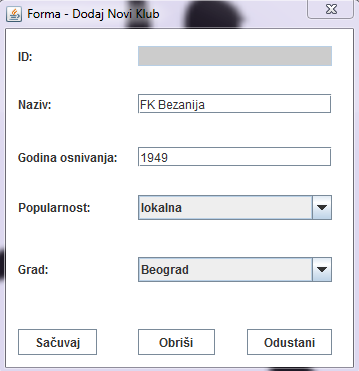 Forma - Dodaj Novi Klub
ID:
Naziv: FK Bezanija
Godina osnivanja: 1949
Popularnost: lokalna
Grad: Beograd
Sačuvaj Obriši Odustani